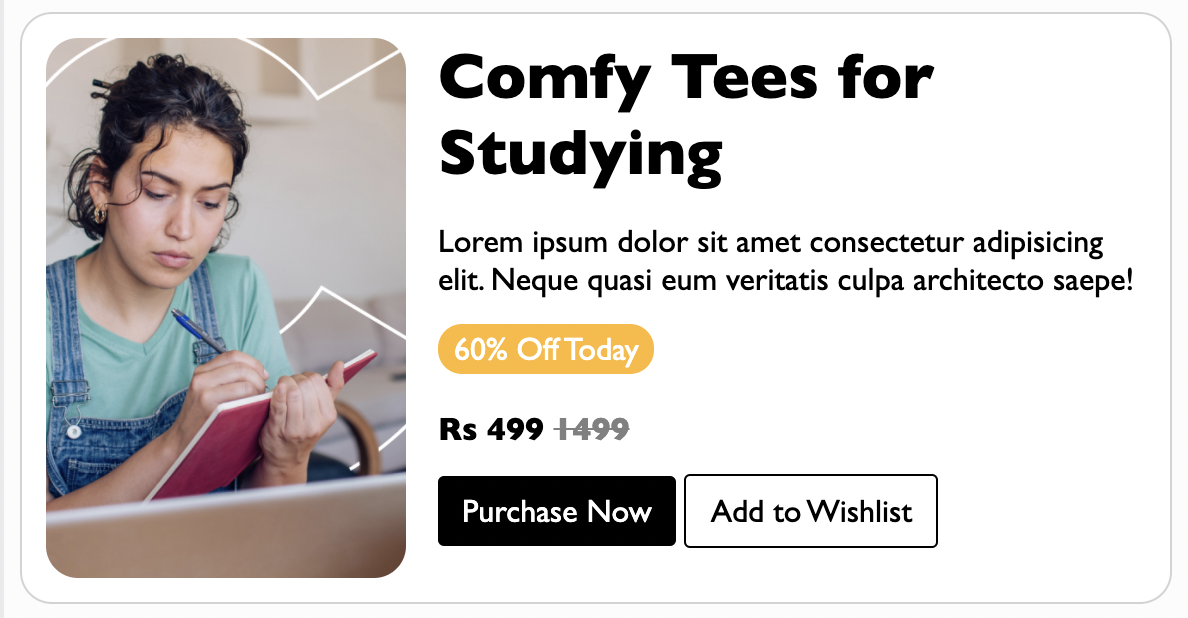 Comfy Tees for
Studying
Lorem ipsum dolor sit amet consectetur adipisicing
elit. Neque quasi eum veritatis culpa architecto saepe!
60% Off Today
Rs 499 1499
Purchase Now Add to Wishlist